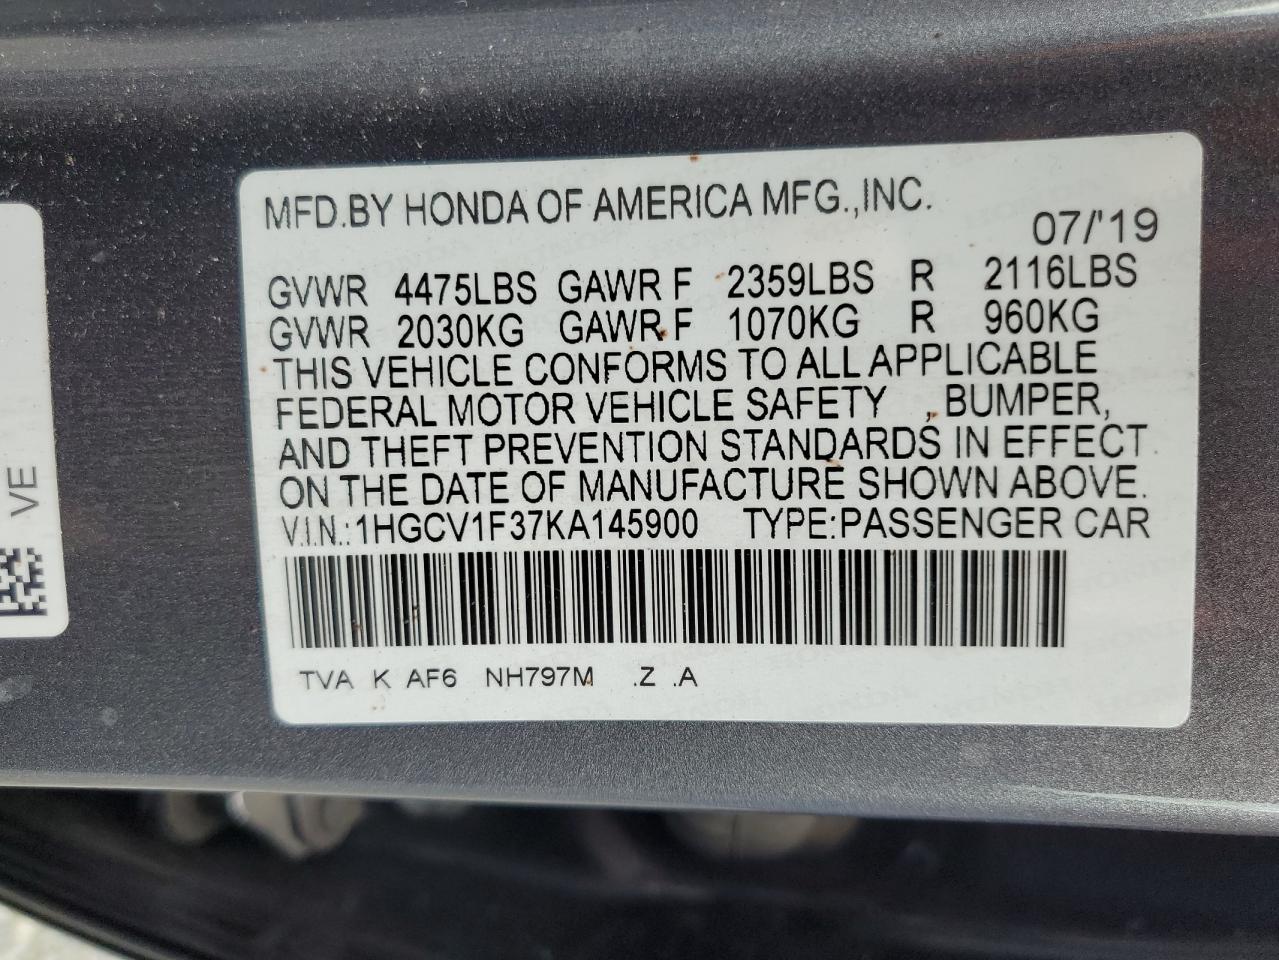 MFD.BY HONDA OF AMERICA MFG.,INC.
07/'19
GVWR 4475LBS GAWR F 2359LBS R 2116LBS
GVWR 2030KG GAWR F 1070KG R 960KG
THIS VEHICLE CONFORMS TO ALL APPLICABLE
FEDERAL MOTOR VEHICLE SAFETY , BUMPER,
AND THEFT PREVENTION STANDARDS IN EFFECT
ON THE DATE OF MANUFACTURE SHOWN ABOVE.
V.I.N.:1HGCV1F37KA145900 TYPE:PASSENGER CAR
TVA K AF6 NH797M .Z .A
VE